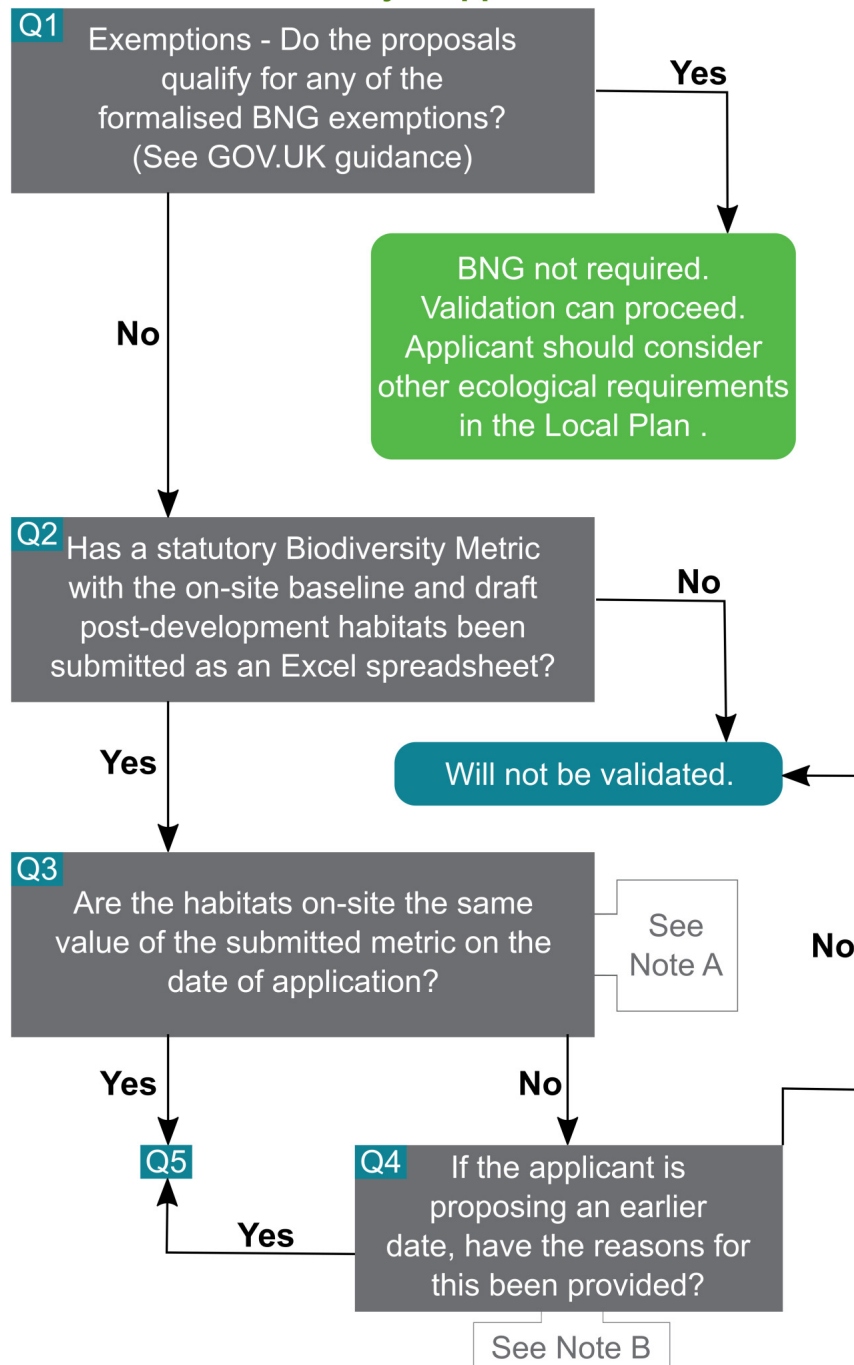 Q1
Exemptions - Do the proposals
qualify for any of the
formalised BNG exemptions?
(See GOV.UK guidance)
Yes
BNG not required.
Validation can proceed.
Applicant should consider
other ecological requirements
in the Local Plan .
No
Q2
Has a statutory Biodiversity Metric
with the on-site baseline and draft
post-development habitats been
submitted as an Excel spreadsheet?
No
Yes
Will not be validated.
Q3
Are the habitats on-site the same
value of the submitted metric on the
date of application?
See
Note A
No
Yes
No
Q5
Q4
If the applicant is
proposing an earlier
date, have the reasons for
this been provided?
Yes
See Note B